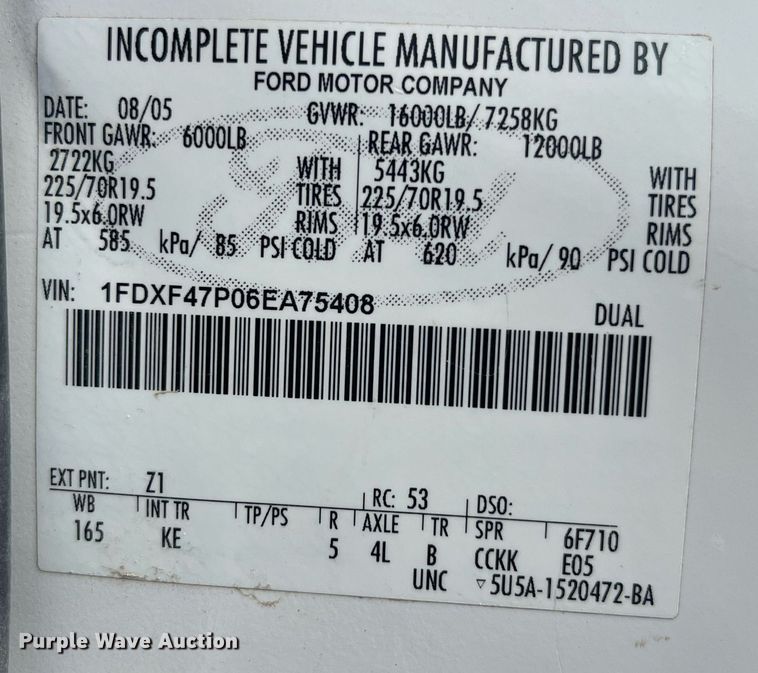 INCOMPLETE VEHICLE MANUFACTURED BY
FORD MOTOR COMPANY
DATE: 08/05 GVWR: 16000LB/ 7258KG
FRONT GAWR: 6000LB REAR GAWR: 12000LB
2722KG WITH 5443KG WITH
225/70R19.5 TIRES 225/70R19.5 TIRES
19.5x6.0RW RIMS 19.5x6.0RW RIMS
AT 585 kPa/ 85 PSI COLD AT 620 kPa/ 90 PSI COLD
VIN: 1FDXF47P06EA75408 DUAL
EXT PNT: Z1 RC: 53 DSO:
WB INT TR TP/PS R AXLE TR SPR 6F710
165 KE 5 4L B CCKK E05
UNC ▿5U5A-1520472-BA
Purple Wave Auction